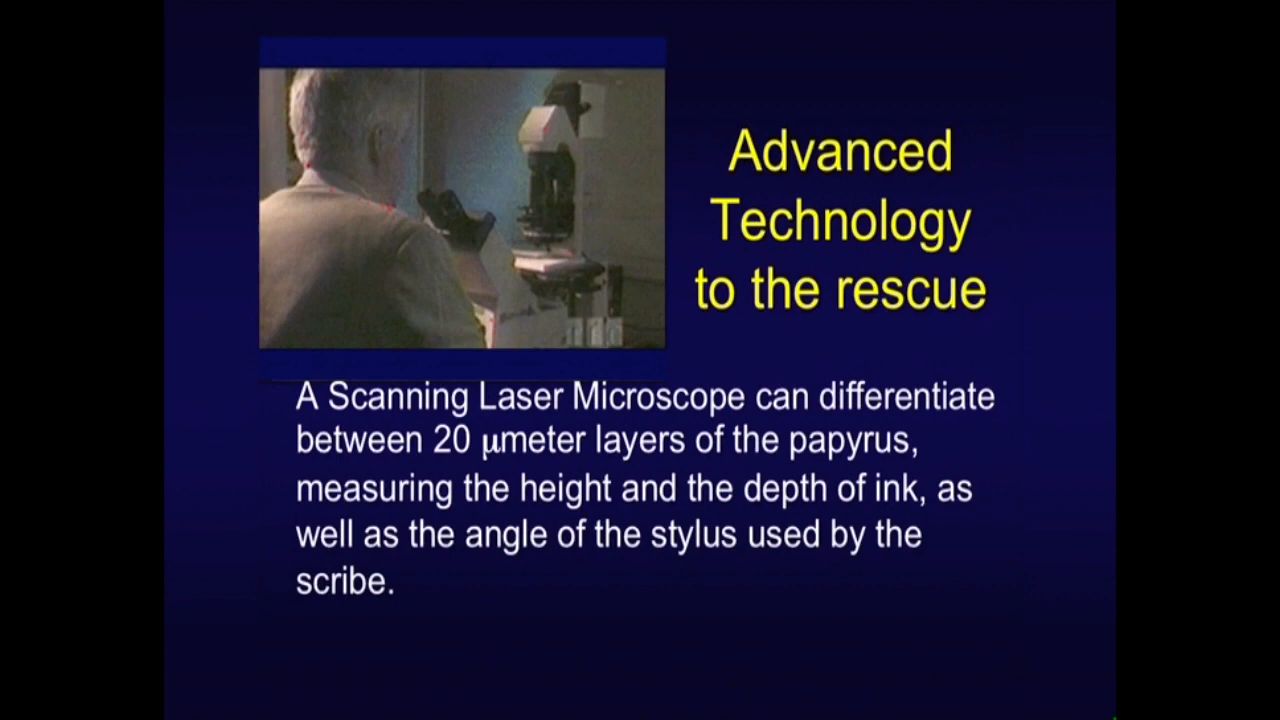 Advanced
Technology
to the rescue
A Scanning Laser Microscope can differentiate
between 20 μmeter layers of the papyrus,
measuring the height and the depth of ink, as
well as the angle of the stylus used by the
scribe.